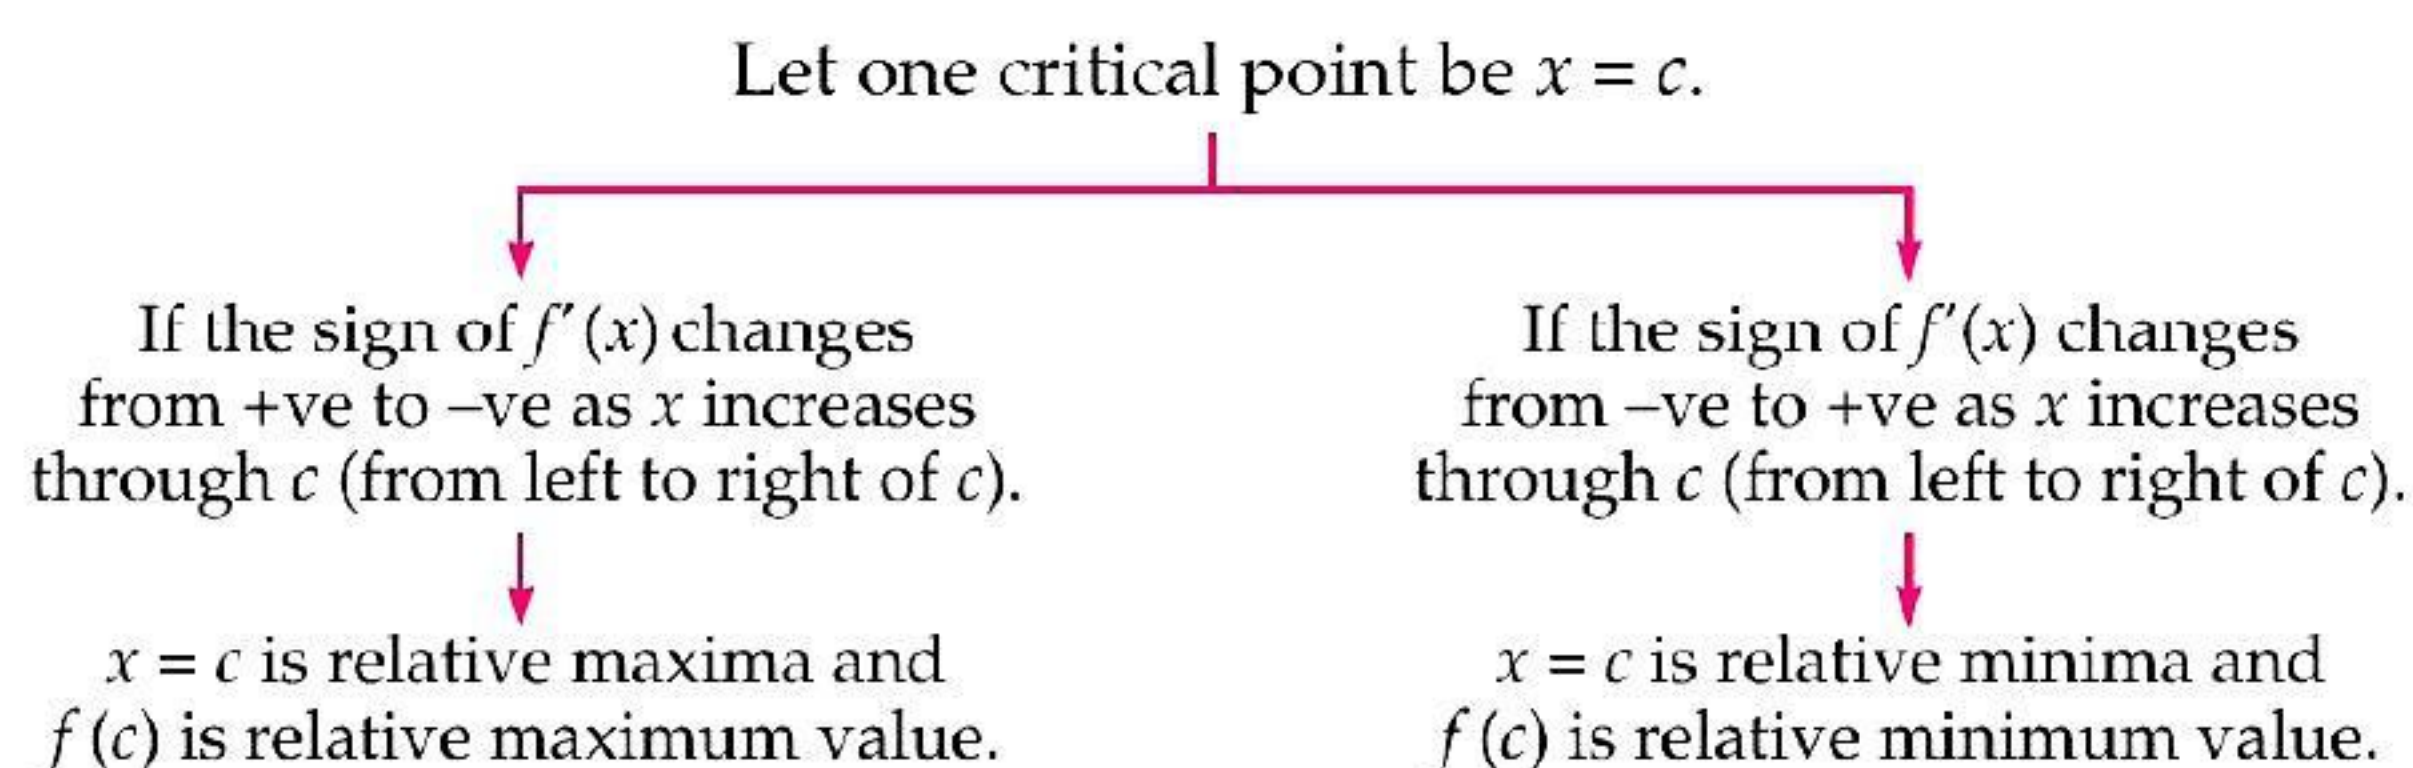 Let one critical point be x = c.
If the sign of f′(x) changes
from +ve to –ve as x increases
through c (from left to right of c).
If the sign of f′(x) changes
from –ve to +ve as x increases
through c (from left to right of c).
x = c is relative maxima and
f (c) is relative maximum value.
x = c is relative minima and
f (c) is relative minimum value.